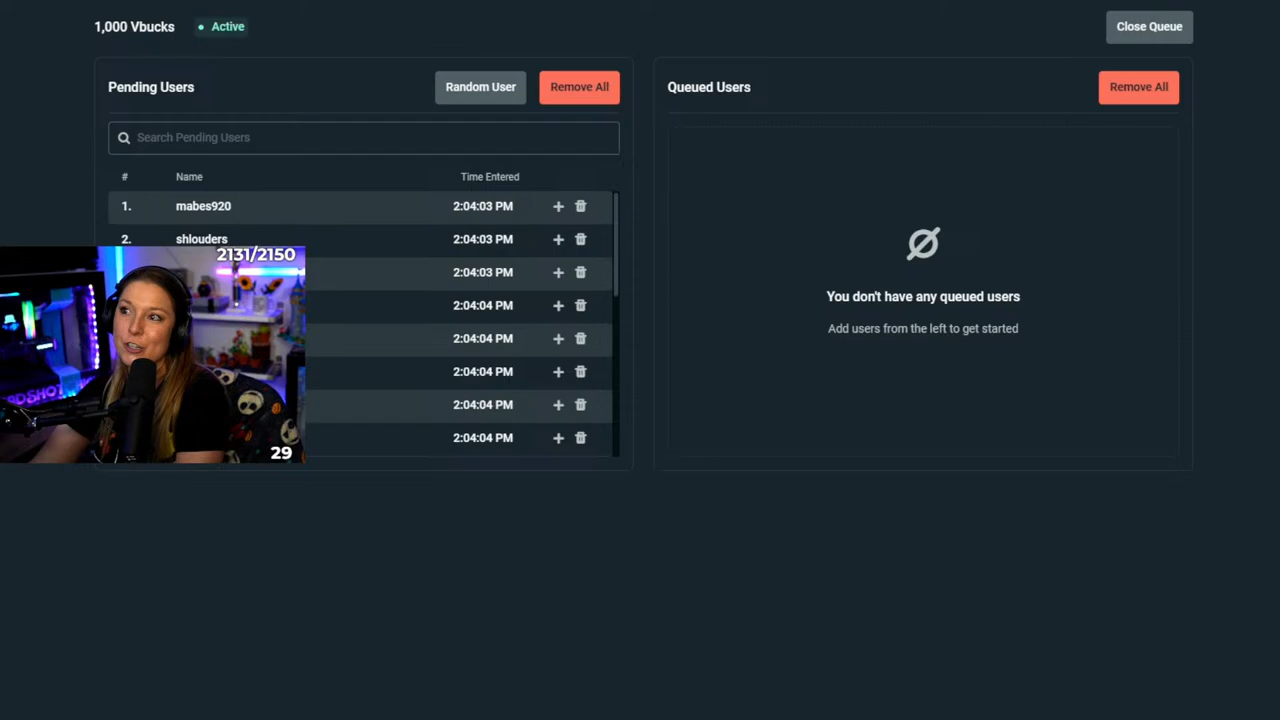 1,000 Vbucks
Active
Close Queue
Pending Users
Random User
Remove All
Search Pending Users
# Name Time Entered
1. mabes920 2:04:03 PM
2. shlouders 2:04:03 PM
2:04:03 PM
2:04:04 PM
2:04:04 PM
2:04:04 PM
2:04:04 PM
2:04:04 PM
2131/2150
29
Queued Users
Remove All
You don't have any queued users
Add users from the left to get started